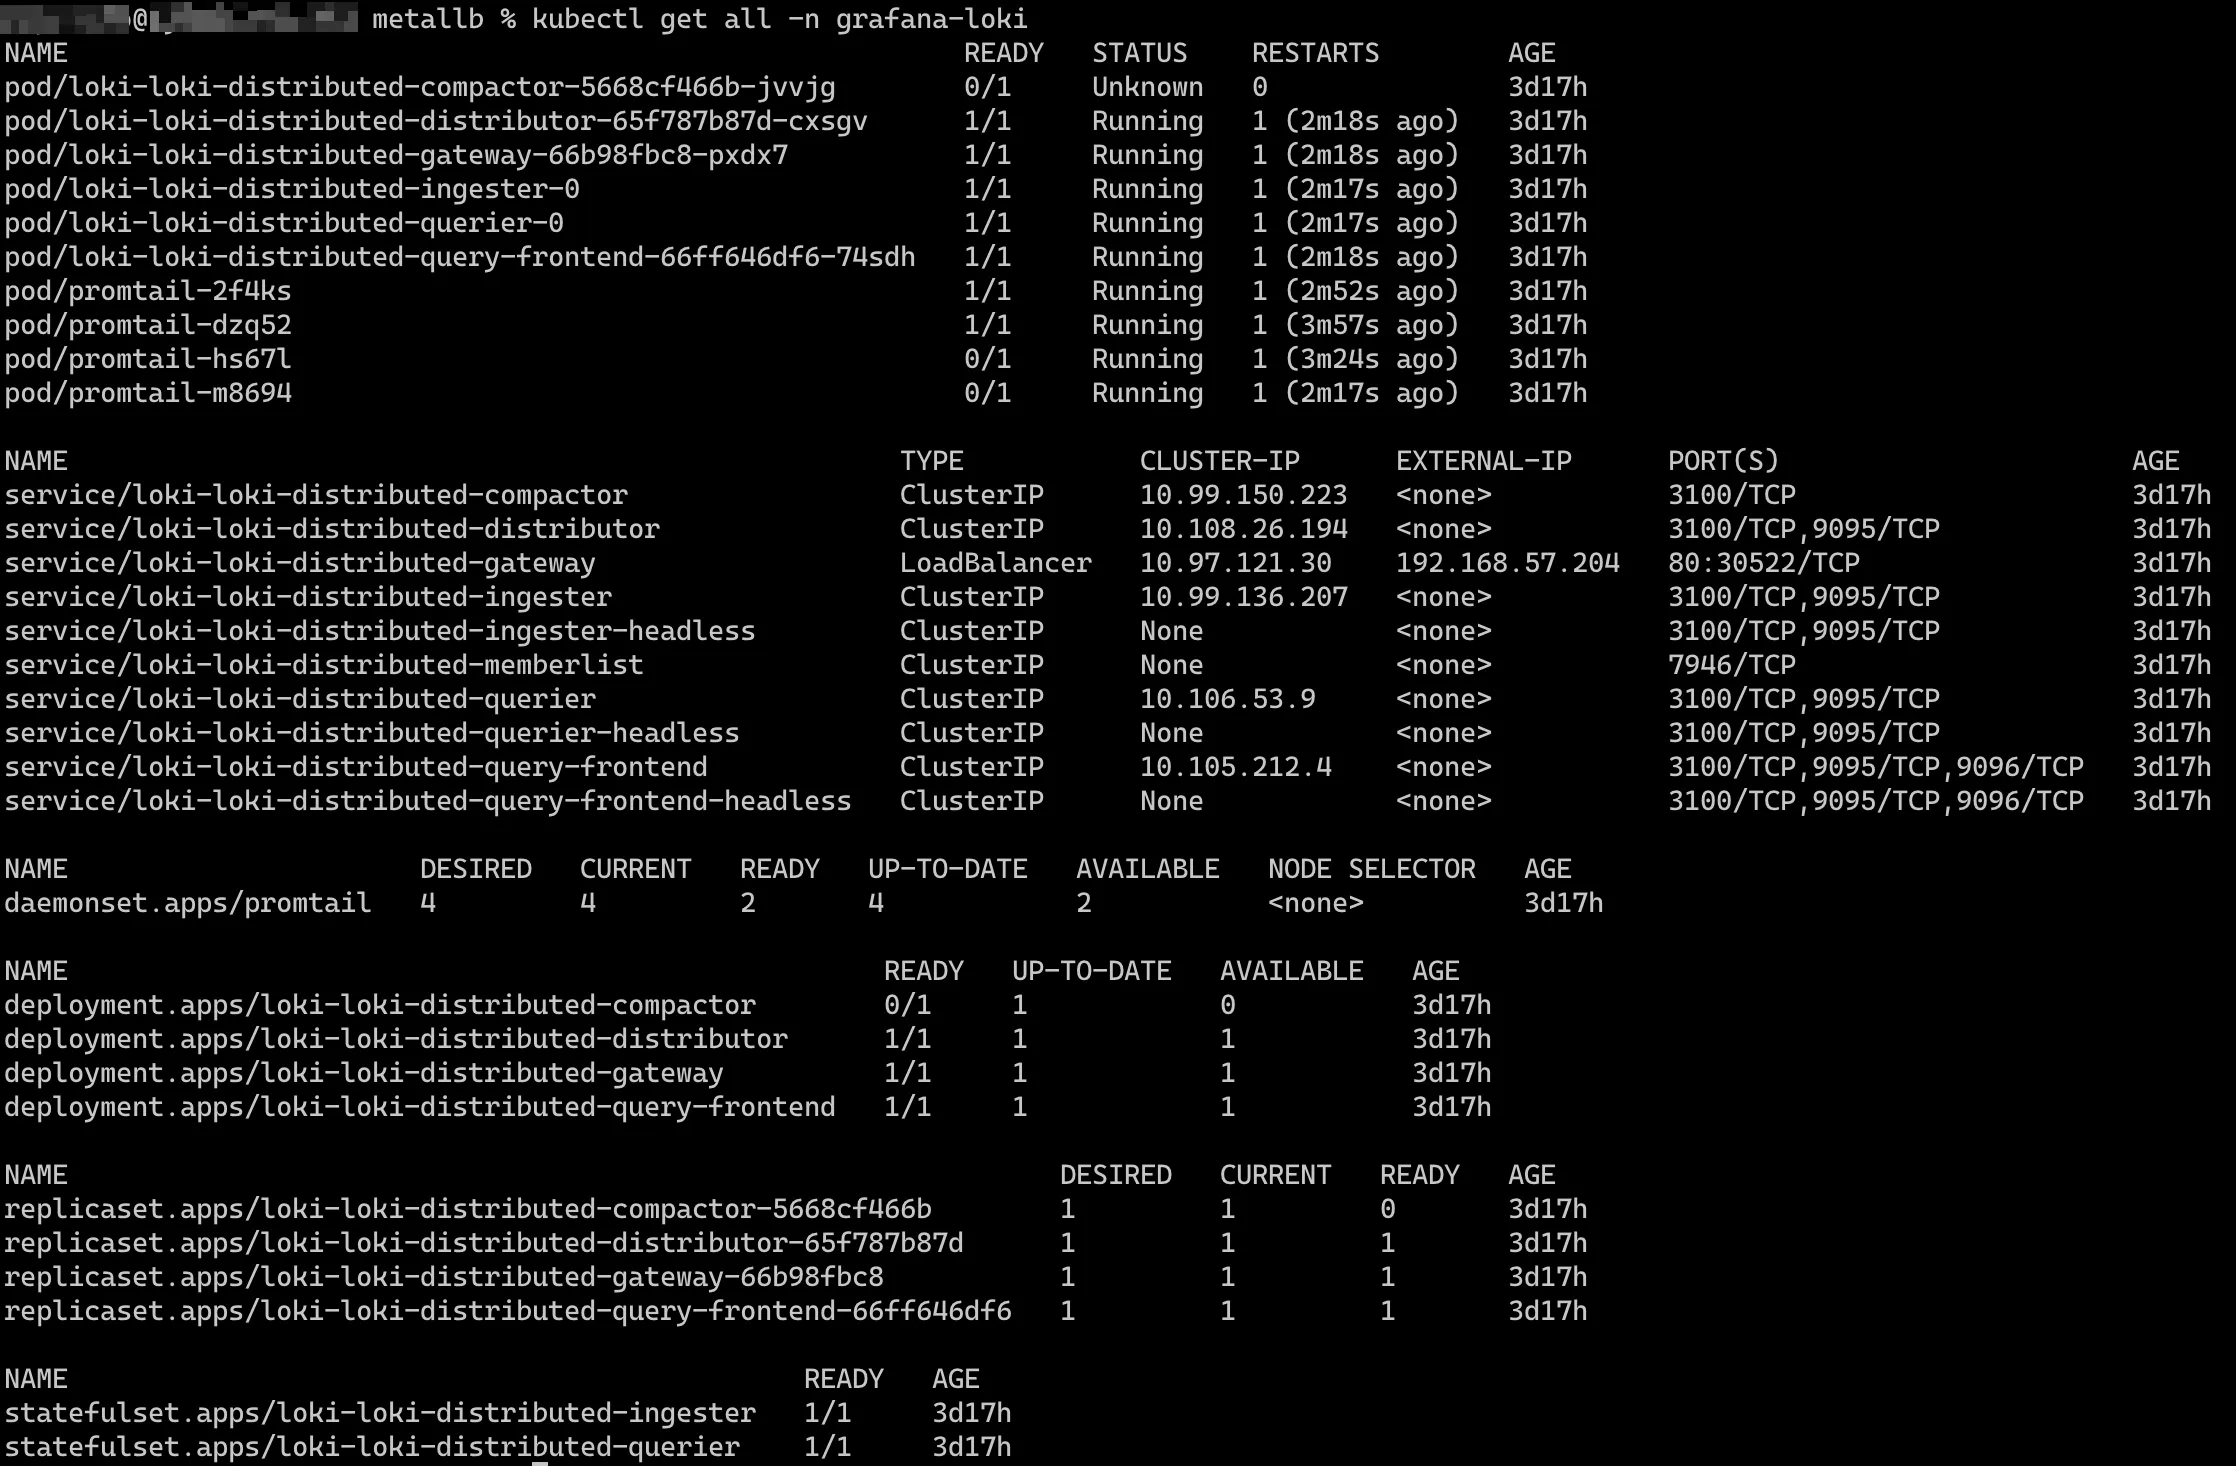 @ metallb % kubectl get all -n grafana-loki
NAME READY STATUS RESTARTS AGE
pod/loki-loki-distributed-compactor-5668cf466b-jvvjg 0/1 Unknown 0 3d17h
pod/loki-loki-distributed-distributor-65f787b87d-cxsgv 1/1 Running 1 (2m18s ago) 3d17h
pod/loki-loki-distributed-gateway-66b98fbc8-pxdx7 1/1 Running 1 (2m18s ago) 3d17h
pod/loki-loki-distributed-ingester-0 1/1 Running 1 (2m17s ago) 3d17h
pod/loki-loki-distributed-querier-0 1/1 Running 1 (2m17s ago) 3d17h
pod/loki-loki-distributed-query-frontend-66ff646df6-74sdh 1/1 Running 1 (2m18s ago) 3d17h
pod/promtail-2f4ks 1/1 Running 1 (2m52s ago) 3d17h
pod/promtail-dzq52 1/1 Running 1 (3m57s ago) 3d17h
pod/promtail-hs67l 0/1 Running 1 (3m24s ago) 3d17h
pod/promtail-m8694 0/1 Running 1 (2m17s ago) 3d17h
NAME TYPE CLUSTER-IP EXTERNAL-IP PORT(S) AGE
service/loki-loki-distributed-compactor ClusterIP 10.99.150.223 <none> 3100/TCP 3d17h
service/loki-loki-distributed-distributor ClusterIP 10.108.26.194 <none> 3100/TCP,9095/TCP 3d17h
service/loki-loki-distributed-gateway LoadBalancer 10.97.121.30 192.168.57.204 80:30522/TCP 3d17h
service/loki-loki-distributed-ingester ClusterIP 10.99.136.207 <none> 3100/TCP,9095/TCP 3d17h
service/loki-loki-distributed-ingester-headless ClusterIP None <none> 3100/TCP,9095/TCP 3d17h
service/loki-loki-distributed-memberlist ClusterIP None <none> 7946/TCP 3d17h
service/loki-loki-distributed-querier ClusterIP 10.106.53.9 <none> 3100/TCP,9095/TCP 3d17h
service/loki-loki-distributed-querier-headless ClusterIP None <none> 3100/TCP,9095/TCP 3d17h
service/loki-loki-distributed-query-frontend ClusterIP 10.105.212.4 <none> 3100/TCP,9095/TCP,9096/TCP 3d17h
service/loki-loki-distributed-query-frontend-headless ClusterIP None <none> 3100/TCP,9095/TCP,9096/TCP 3d17h
NAME DESIRED CURRENT READY UP-TO-DATE AVAILABLE NODE SELECTOR AGE
daemonset.apps/promtail 4 4 2 4 2 <none> 3d17h
NAME READY UP-TO-DATE AVAILABLE AGE
deployment.apps/loki-loki-distributed-compactor 0/1 1 0 3d17h
deployment.apps/loki-loki-distributed-distributor 1/1 1 1 3d17h
deployment.apps/loki-loki-distributed-gateway 1/1 1 1 3d17h
deployment.apps/loki-loki-distributed-query-frontend 1/1 1 1 3d17h
NAME DESIRED CURRENT READY AGE
replicaset.apps/loki-loki-distributed-compactor-5668cf466b 1 1 0 3d17h
replicaset.apps/loki-loki-distributed-distributor-65f787b87d 1 1 1 3d17h
replicaset.apps/loki-loki-distributed-gateway-66b98fbc8 1 1 1 3d17h
replicaset.apps/loki-loki-distributed-query-frontend-66ff646df6 1 1 1 3d17h
NAME READY AGE
statefulset.apps/loki-loki-distributed-ingester 1/1 3d17h
statefulset.apps/loki-loki-distributed-querier 1/1 3d17h